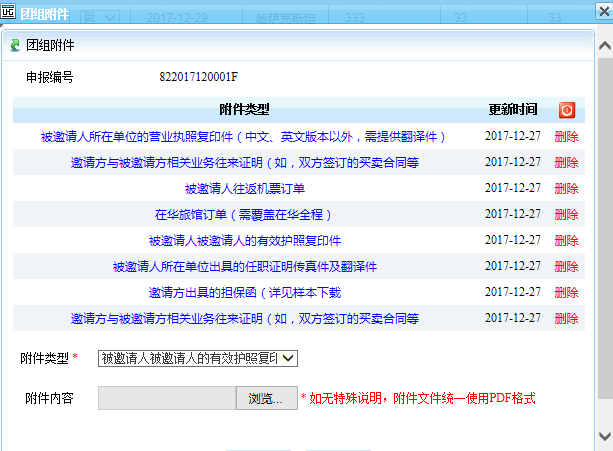 团组附件
男 2017-12-29 哈萨克斯坦 333 33 33
团组附件
申报编号 822017120001F
附件类型 更新时间
被邀请人所在单位的营业执照复印件（中文、英文版本以外，需提供翻译件） 2017-12-27 删除
邀请方与被邀请方相关业务往来证明（如，双方签订的买卖合同等 2017-12-27 删除
被邀请人往返机票订单 2017-12-27 删除
在华旅馆订单（需覆盖在华全程） 2017-12-27 删除
被邀请人被邀请人的有效护照复印件 2017-12-27 删除
被邀请人所在单位出具的任职证明传真件及翻译件 2017-12-27 删除
邀请方出具的担保函（详见样本下载 2017-12-27 删除
邀请方与被邀请方相关业务往来证明（如，双方签订的买卖合同等 2017-12-27 删除
附件类型 * 被邀请人被邀请人的有效护照复印
附件内容 浏览... * 如无特殊说明，附件文件统一使用PDF格式